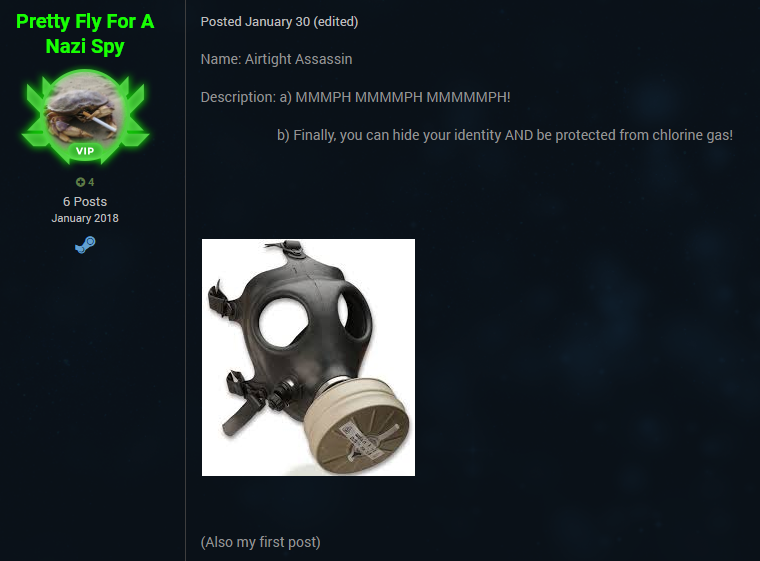 Pretty Fly For A
Nazi Spy
VIP
4
6 Posts
January 2018
Posted January 30 (edited)
Name: Airtight Assassin
Description: a) MMMPH MMMMPH MMMMMPH!
b) Finally, you can hide your identity AND be protected from chlorine gas!
(Also my first post)